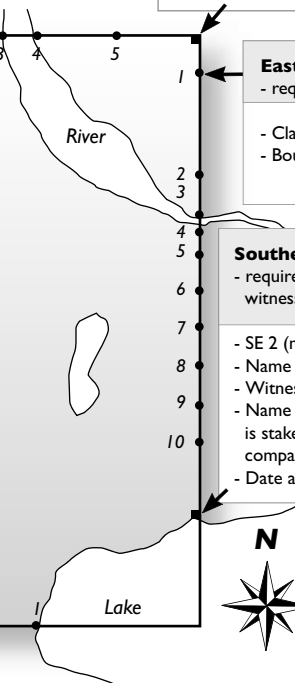 3 4 5
1
East
- req
- Cla
- Bou
River
2
3
4
5
6
7
8
9
10
Southe
- require
witness
- SE 2 (n
- Name
- Witnes
- Name
is stake
compa
- Date a
N
1
Lake